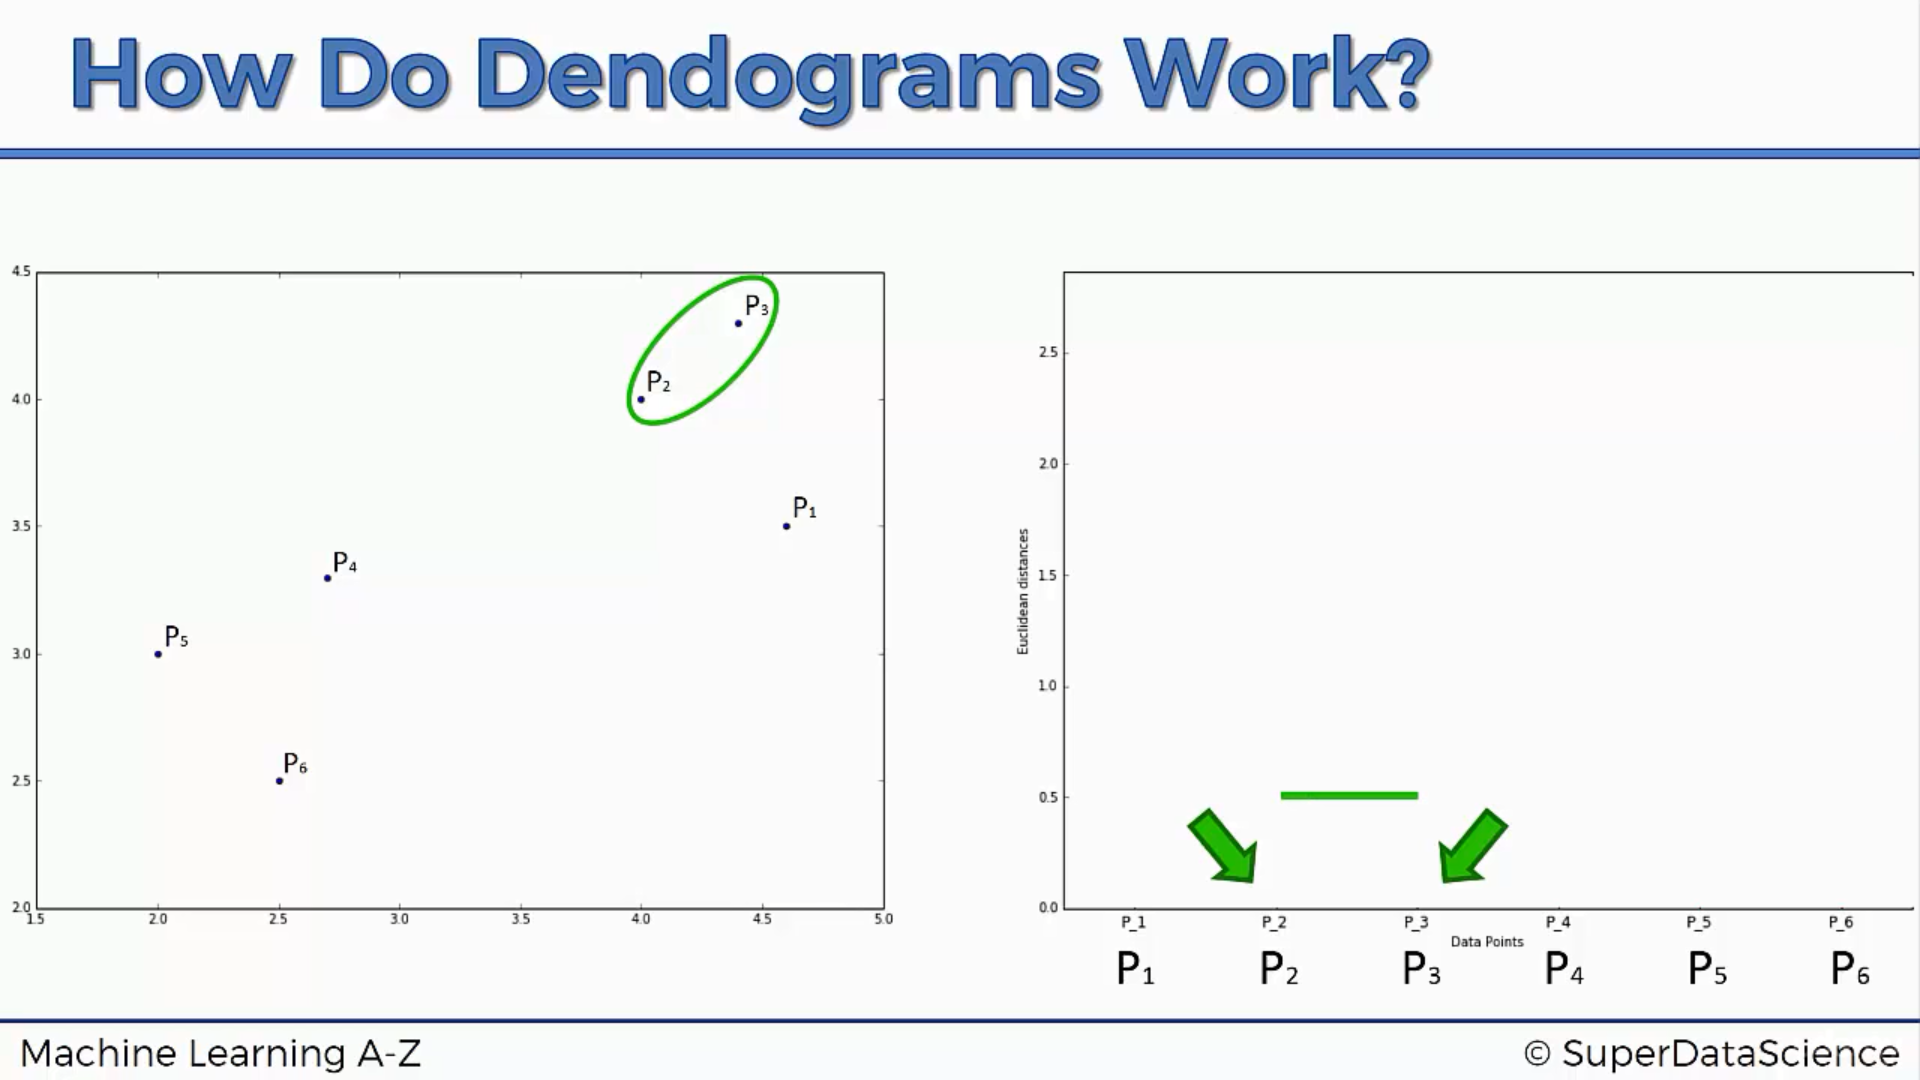 How Do Dendograms Work?
4.5
4.0
3.5
3.0
2.5
2.0
1.5 2.0 2.5 3.0 3.5 4.0 4.5 5.0
P₃
P₂
P₁
P₄
P₅
P₆
Euclidean distances
2.5
2.0
1.5
1.0
0.5
0.0
P_1 P_2 P_3 P_4 P_5 P_6
Data Points
P₁ P₂ P₃ P₄ P₅ P₆
Machine Learning A-Z
© SuperDataScience